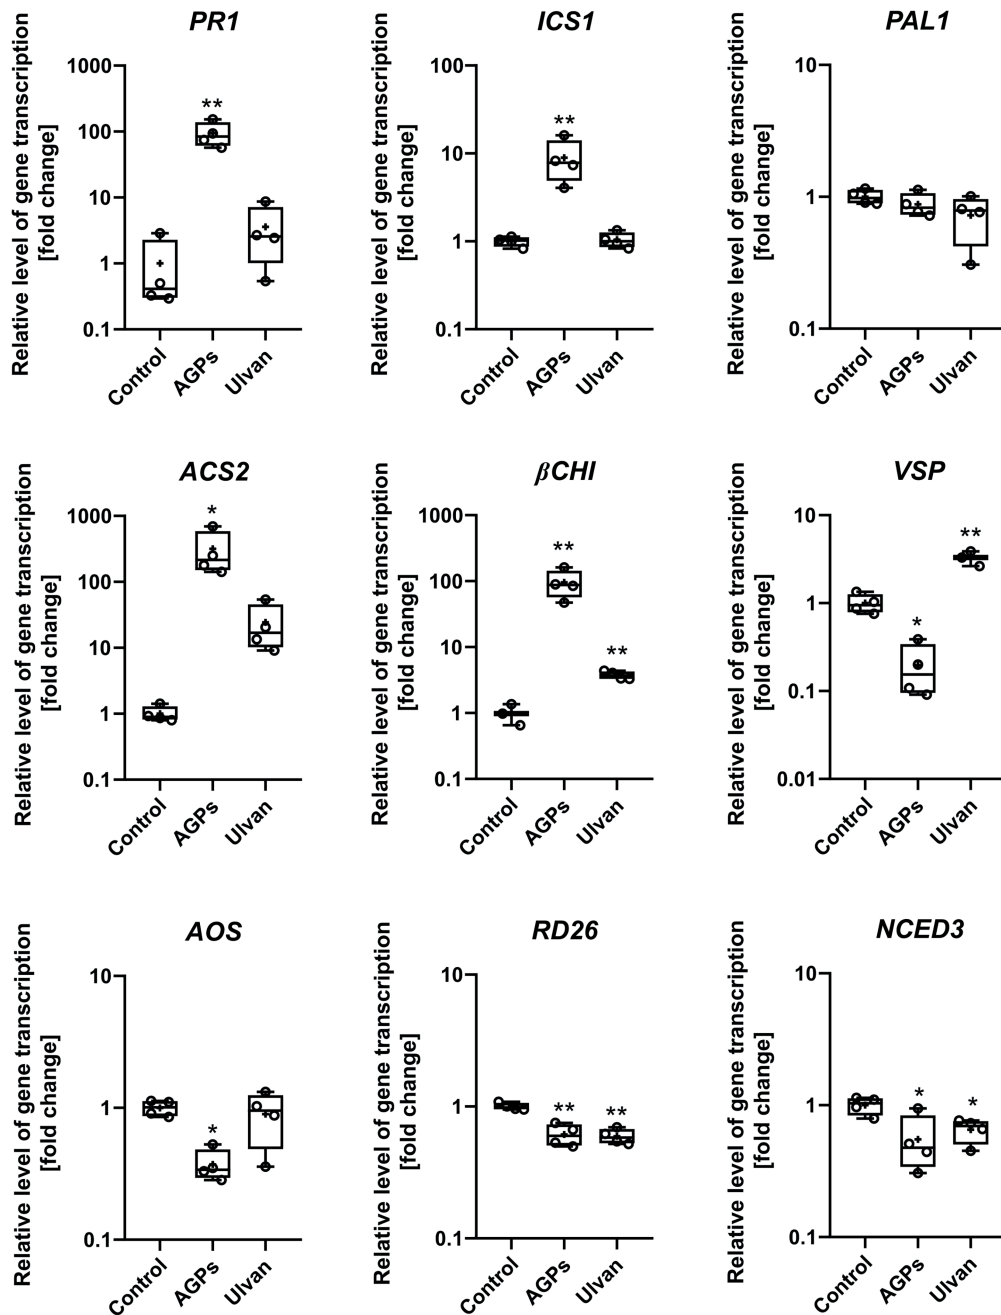 PR1
Relative level of gene transcription
[fold change]
1000
100
10
1
0.1
**
Control
AGPs
Ulvan
ICS1
Relative level of gene transcription
[fold change]
100
10
1
0.1
**
Control
AGPs
Ulvan
PAL1
Relative level of gene transcription
[fold change]
10
1
0.1
Control
AGPs
Ulvan
ACS2
Relative level of gene transcription
[fold change]
1000
100
10
1
0.1
*
Control
AGPs
Ulvan
βCHI
Relative level of gene transcription
[fold change]
1000
100
10
1
0.1
**
**
Control
AGPs
Ulvan
VSP
Relative level of gene transcription
[fold change]
10
1
0.1
0.01
*
**
Control
AGPs
Ulvan
AOS
Relative level of gene transcription
[fold change]
10
1
0.1
*
Control
AGPs
Ulvan
RD26
Relative level of gene transcription
[fold change]
10
1
0.1
**
**
Control
AGPs
Ulvan
NCED3
Relative level of gene transcription
[fold change]
10
1
0.1
*
*
Control
AGPs
Ulvan